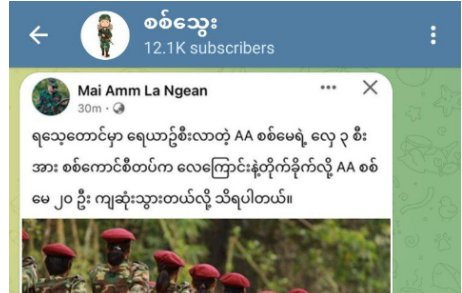 စစ်သွေး
12.1K subscribers
Mai Amm La Ngean
30m
ရသေ့တောင်မှာ ရေယာဥ်စီးလာတဲ့ AA စစ်မေရဲ့ လှေ ၃ စီး
အား စစ်ကောင်စီတပ်က လေကြောင်းနဲ့တိုက်ခိုက်လို့ AA စစ်
မေ ၂၀ ဦး ကျဆုံးသွားတယ်လို့ သိရပါတယ်။